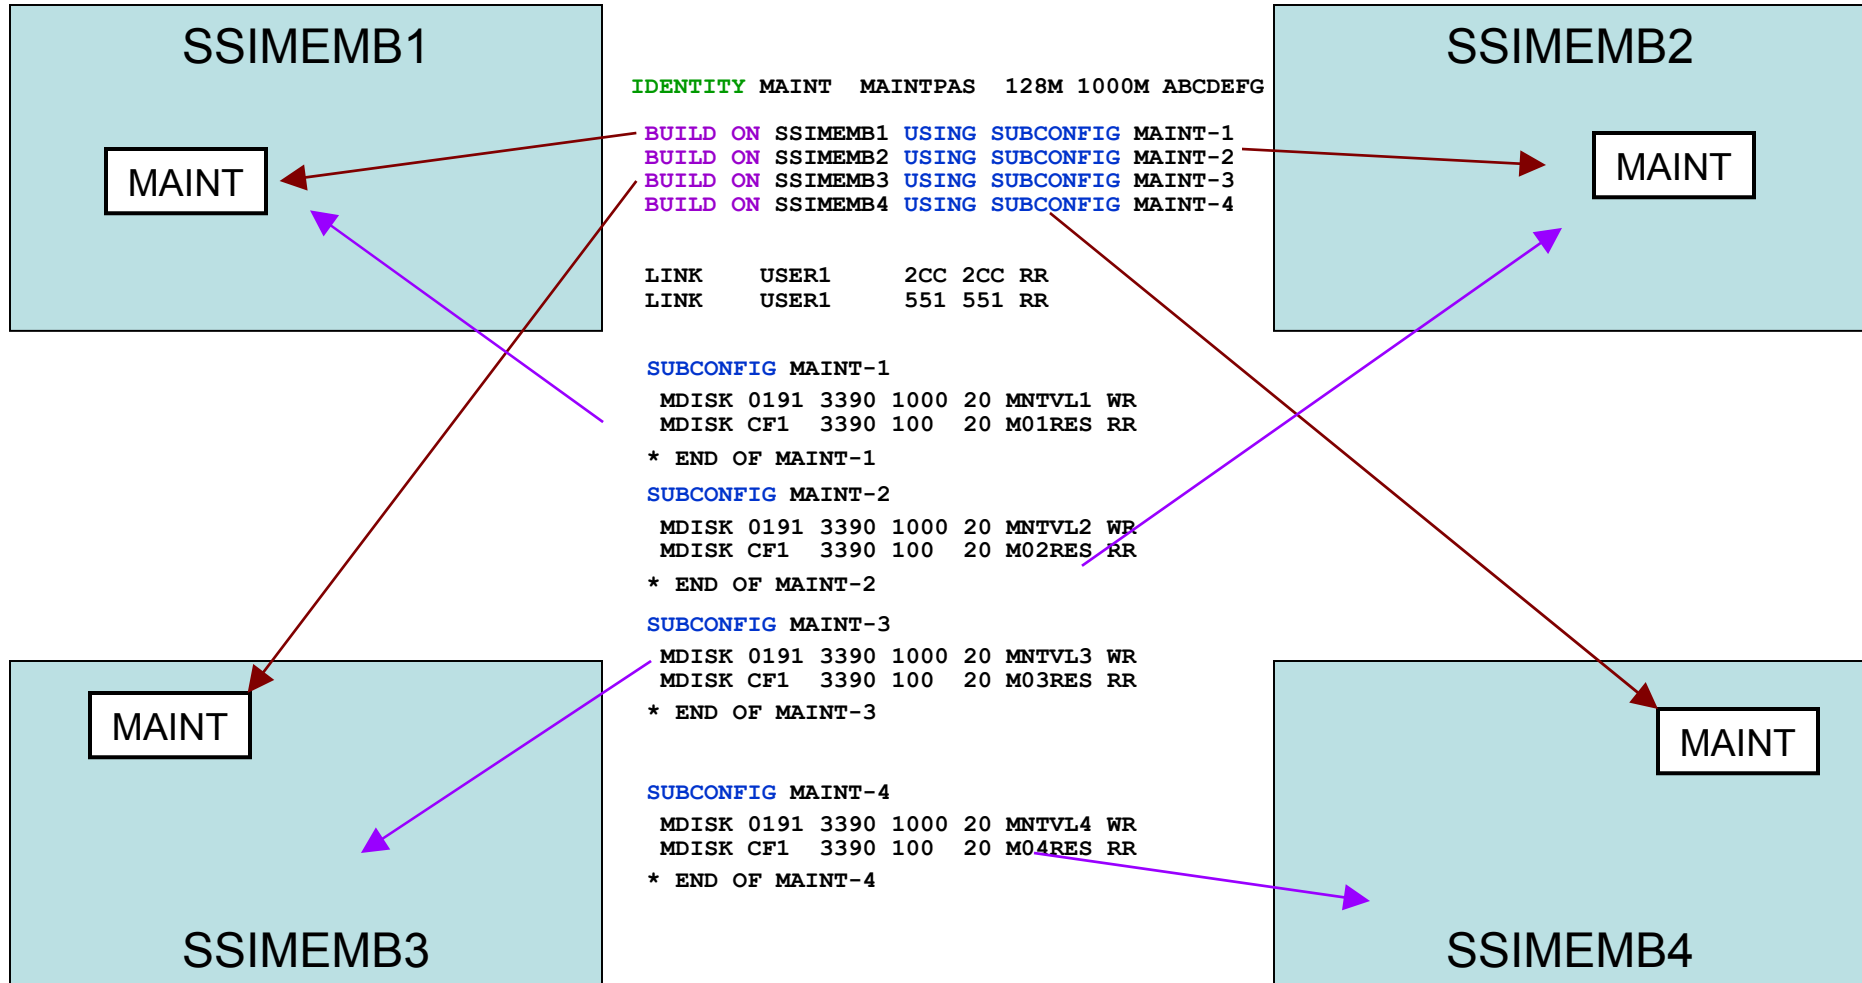 SSIMEMB1
MAINT
SSIMEMB2
MAINT
IDENTITY MAINT  MAINTPAS  128M 1000M ABCDEFG
BUILD ON SSIMEMB1 USING SUBCONFIG MAINT-1
BUILD ON SSIMEMB2 USING SUBCONFIG MAINT-2
BUILD ON SSIMEMB3 USING SUBCONFIG MAINT-3
BUILD ON SSIMEMB4 USING SUBCONFIG MAINT-4
LINK    USER1     2CC 2CC RR
LINK    USER1     551 551 RR
SUBCONFIG MAINT-1
MDISK 0191 3390 1000 20 MNTVL1 WR
MDISK CF1  3390 100  20 M01RES RR
* END OF MAINT-1
SUBCONFIG MAINT-2
MDISK 0191 3390 1000 20 MNTVL2 WR
MDISK CF1  3390 100  20 M02RES RR
* END OF MAINT-2
SUBCONFIG MAINT-3
MDISK 0191 3390 1000 20 MNTVL3 WR
MDISK CF1  3390 100  20 M03RES RR
* END OF MAINT-3
SUBCONFIG MAINT-4
MDISK 0191 3390 1000 20 MNTVL4 WR
MDISK CF1  3390 100  20 M04RES RR
* END OF MAINT-4
MAINT
SSIMEMB3
MAINT
SSIMEMB4